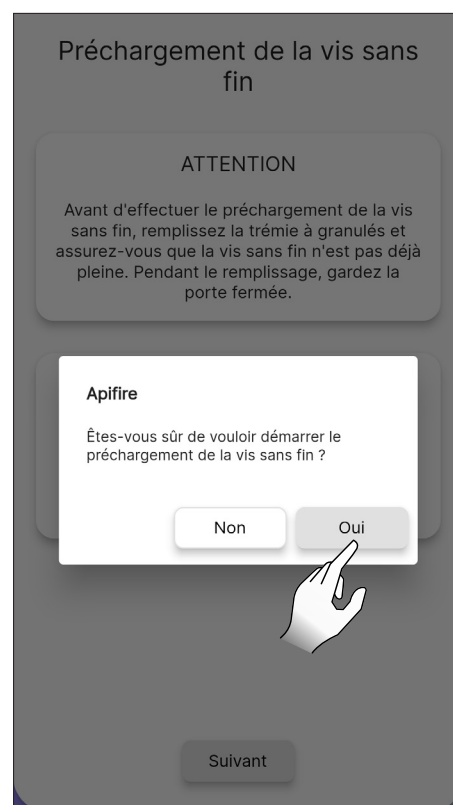 Préchargement de la vis sans
fin
ATTENTION
Avant d'effectuer le préchargement de la vis
sans fin, remplissez la trémie à granulés et
assurez-vous que la vis sans fin n'est pas déjà
pleine. Pendant le remplissage, gardez la
porte fermée.
Apifire
Êtes-vous sûr de vouloir démarrer le
préchargement de la vis sans fin ?
Non
Oui
Suivant